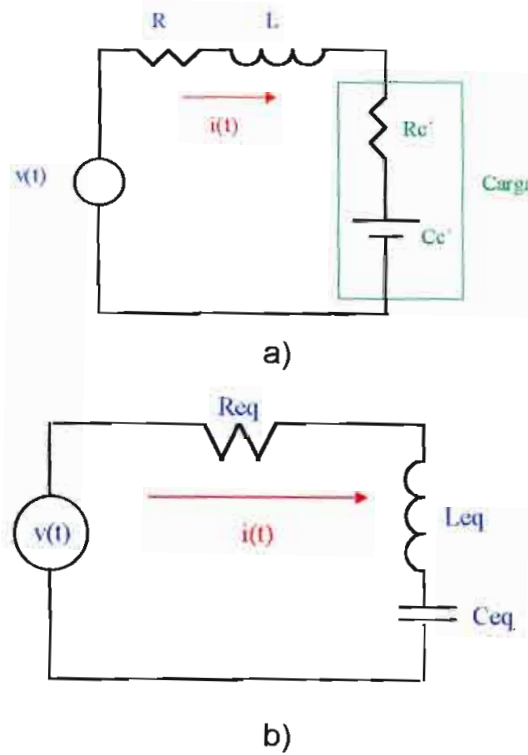 R L
i(t)
v(t)
Rc´
Carga
Cc´
a)
Req
v(t)
i(t)
Leq
Ceq
b)